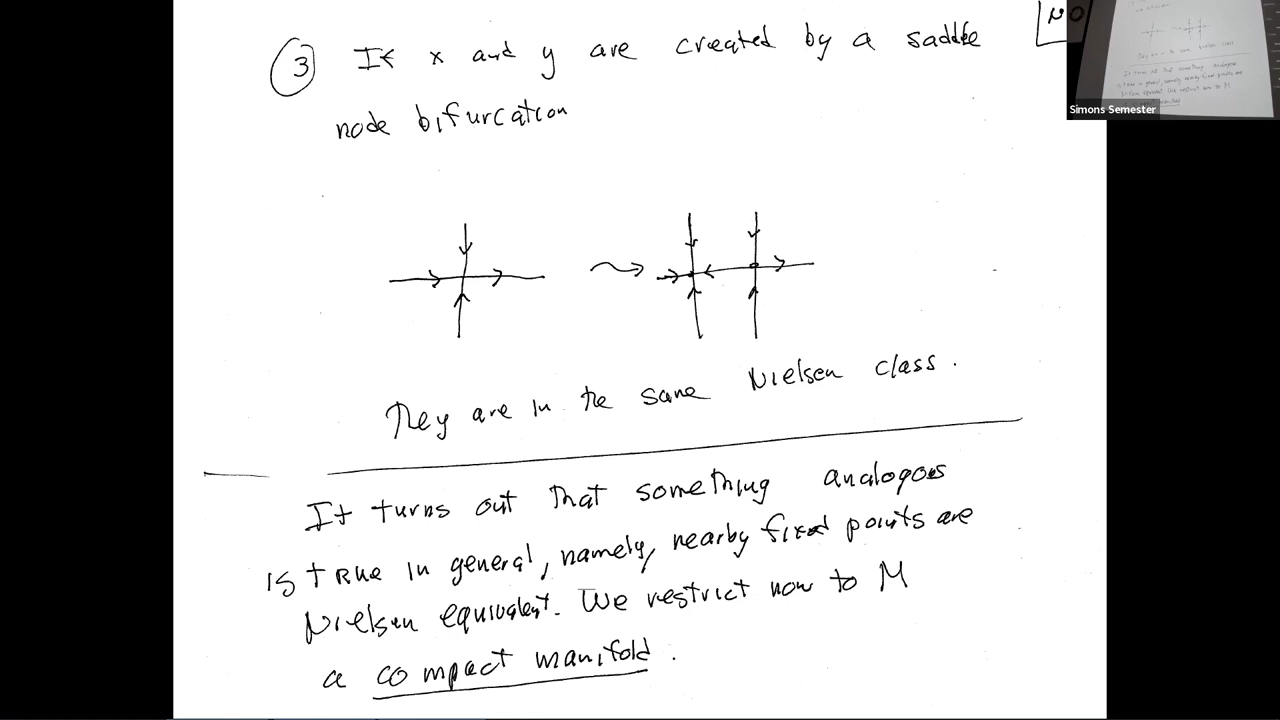 ③ If x and y are created by a saddle
node bifurcation
They are in the same Nielsen class.
It turns out that something analogous
is true in general, namely, nearby fixed points are
Nielsen equivalent. We restrict now to M
a compact manifold.
Simons Semester